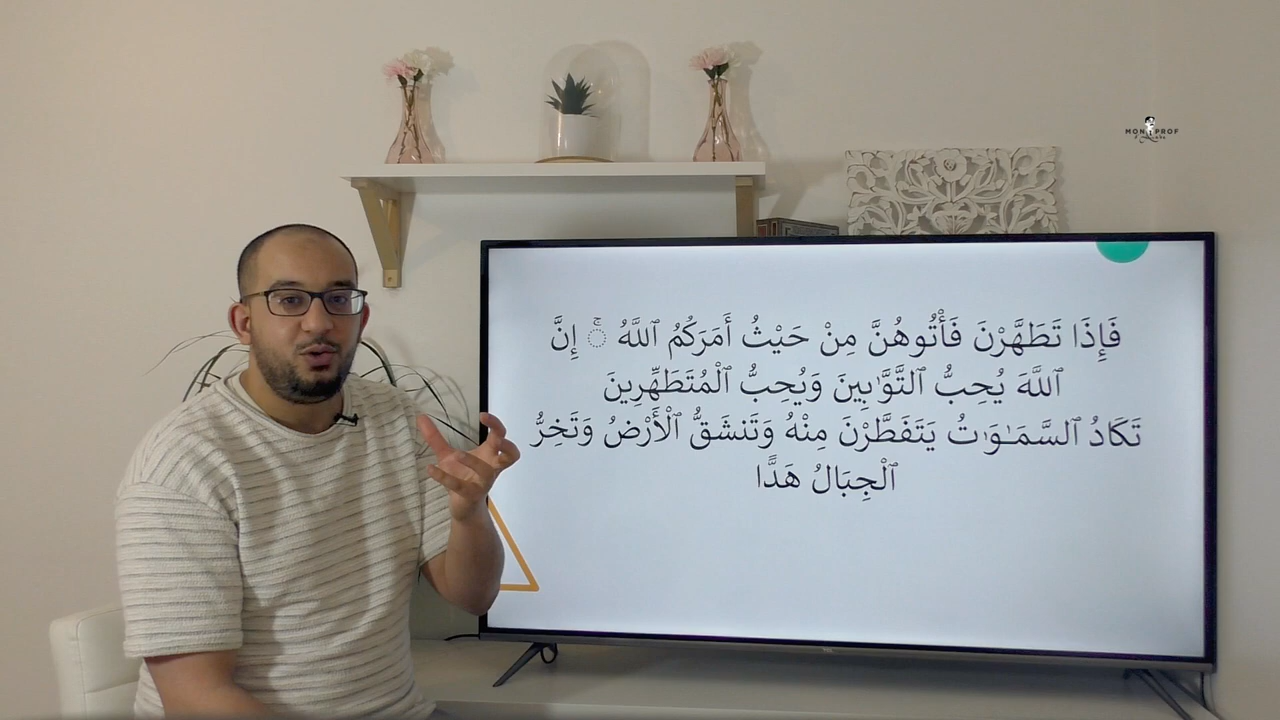 MON PROF
فَإِذَا تَطَهَّرْنَ فَأْتُوهُنَّ مِنْ حَيْثُ أَمَرَكُمُ ٱللَّهُ ۚ إِنَّ
ٱللَّهَ يُحِبُّ ٱلتَّوَّٰبِينَ وَيُحِبُّ ٱلْمُتَطَهِّرِينَ
تَكَادُ ٱلسَّمَـٰوَٰتُ يَتَفَطَّرْنَ مِنْهُ وَتَنشَقُّ ٱلْأَرْضُ وَتَخِرُّ
ٱلْجِبَالُ هَدًّا